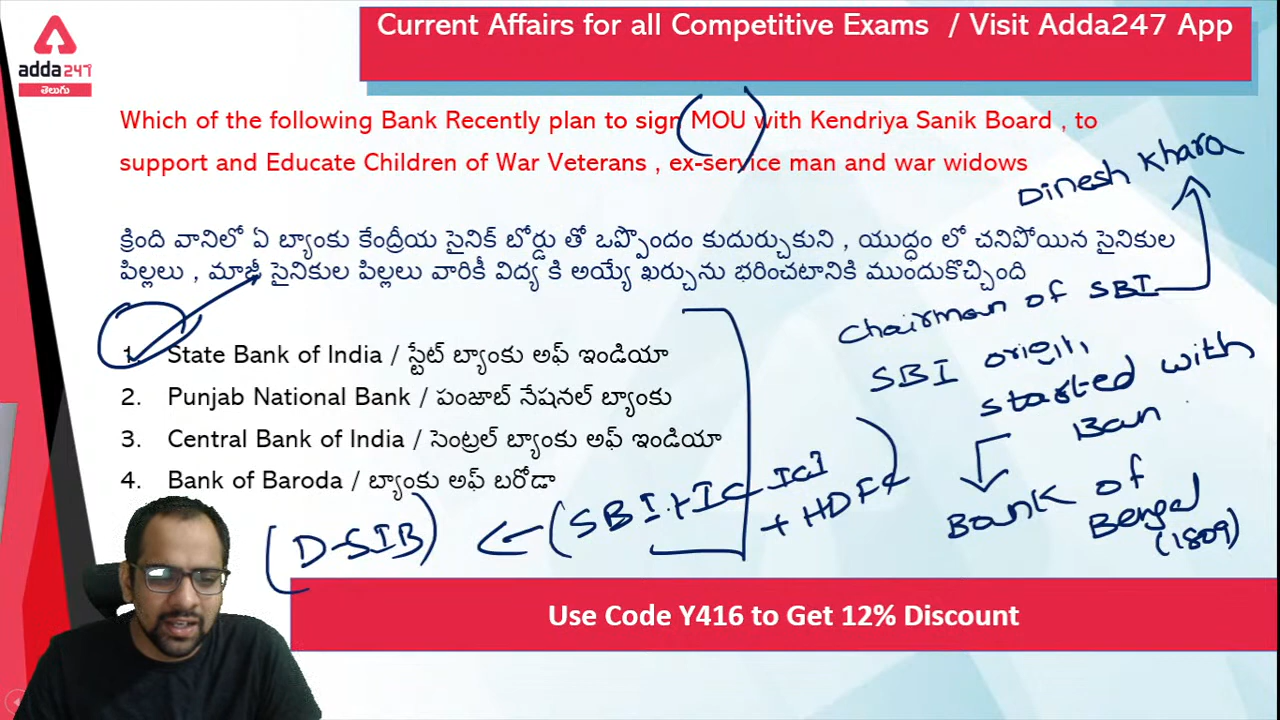 Current Affairs for all Competitive Exams / Visit Adda247 App
adda247
తెలుగు
Which of the following Bank Recently plan to sign MOU with Kendriya Sanik Board , to
support and Educate Children of War Veterans , ex-service man and war widows
Dinesh Khara
క్రింది వానిలో ఏ బ్యాంకు కేంద్రీయ సైనిక్ బోర్డు తో ఒప్పొందం కుదుర్చుకుని , యుద్ధం లో చనిపోయిన సైనికుల
పిల్లలు , మాజీ సైనికుల పిల్లలు వారికీ విద్య కి అయ్యే ఖర్చును భరించటానికి ముందుకొచ్చింది
Chairman of SBI
1. State Bank of India / స్టేట్ బ్యాంకు అఫ్ ఇండియా
SBI origin
started with
2. Punjab National Bank / పంజాబ్ నేషనల్ బ్యాంకు
Ban
3. Central Bank of India / సెంట్రల్ బ్యాంకు అఫ్ ఇండియా
4. Bank of Baroda / బ్యాంకు అఫ్ బరోడా
Bank of
Bengal
(1809)
(D-SIB) ← (SBI + ICICI
+ HDFC
Use Code Y416 to Get 12% Discount